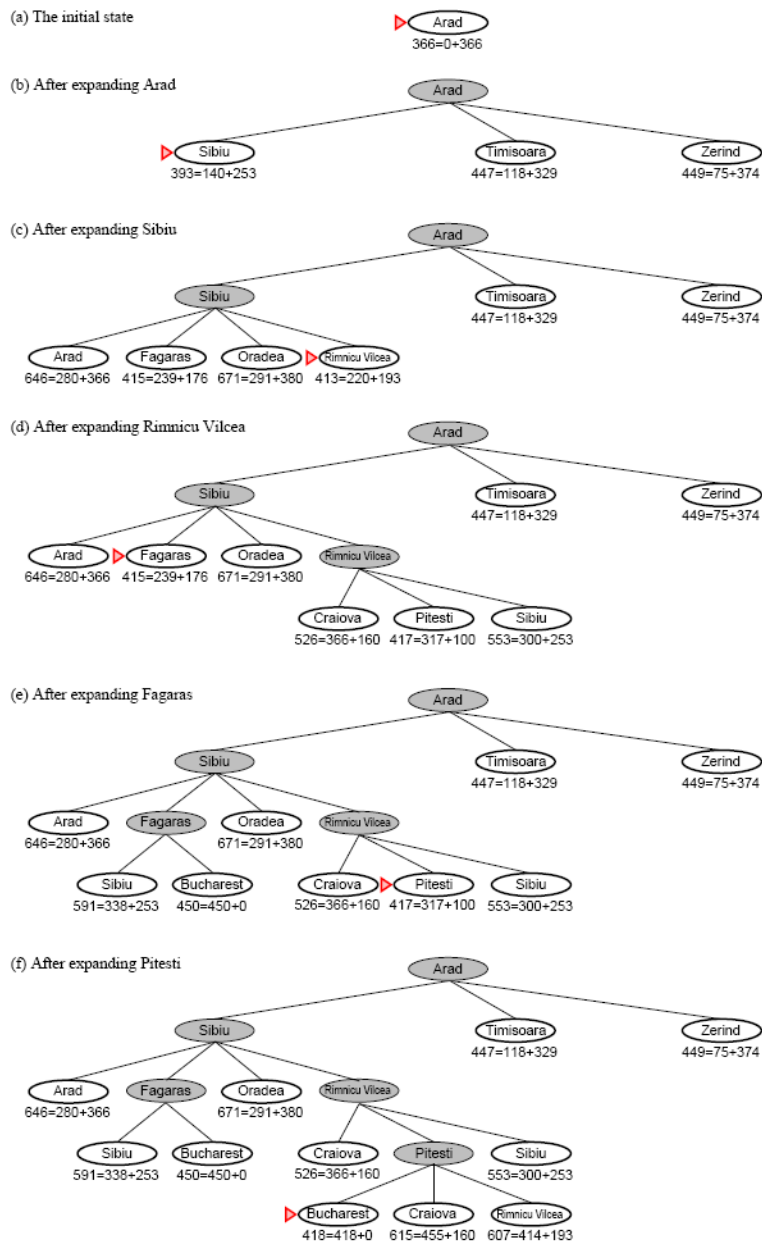 (a) The initial state
Arad
366=0+366
(b) After expanding Arad
Arad
Sibiu Timisoara Zerind
393=140+253 447=118+329 449=75+374
(c) After expanding Sibiu
Arad
Sibiu Timisoara Zerind
447=118+329 449=75+374
Arad Fagaras Oradea Rimnicu Vilcea
646=280+366 415=239+176 671=291+380 413=220+193
(d) After expanding Rimnicu Vilcea
Arad
Sibiu Timisoara Zerind
447=118+329 449=75+374
Arad Fagaras Oradea Rimnicu Vilcea
646=280+366 415=239+176 671=291+380
Craiova Pitesti Sibiu
526=366+160 417=317+100 553=300+253
(e) After expanding Fagaras
Arad
Sibiu Timisoara Zerind
447=118+329 449=75+374
Arad Fagaras Oradea Rimnicu Vilcea
646=280+366 671=291+380
Sibiu Bucharest Craiova Pitesti Sibiu
591=338+253 450=450+0 526=366+160 417=317+100 553=300+253
(f) After expanding Pitesti
Arad
Sibiu Timisoara Zerind
447=118+329 449=75+374
Arad Fagaras Oradea Rimnicu Vilcea
646=280+366 671=291+380
Sibiu Bucharest Craiova Pitesti Sibiu
591=338+253 450=450+0 526=366+160 553=300+253
Bucharest Craiova Rimnicu Vilcea
418=418+0 615=455+160 607=414+193